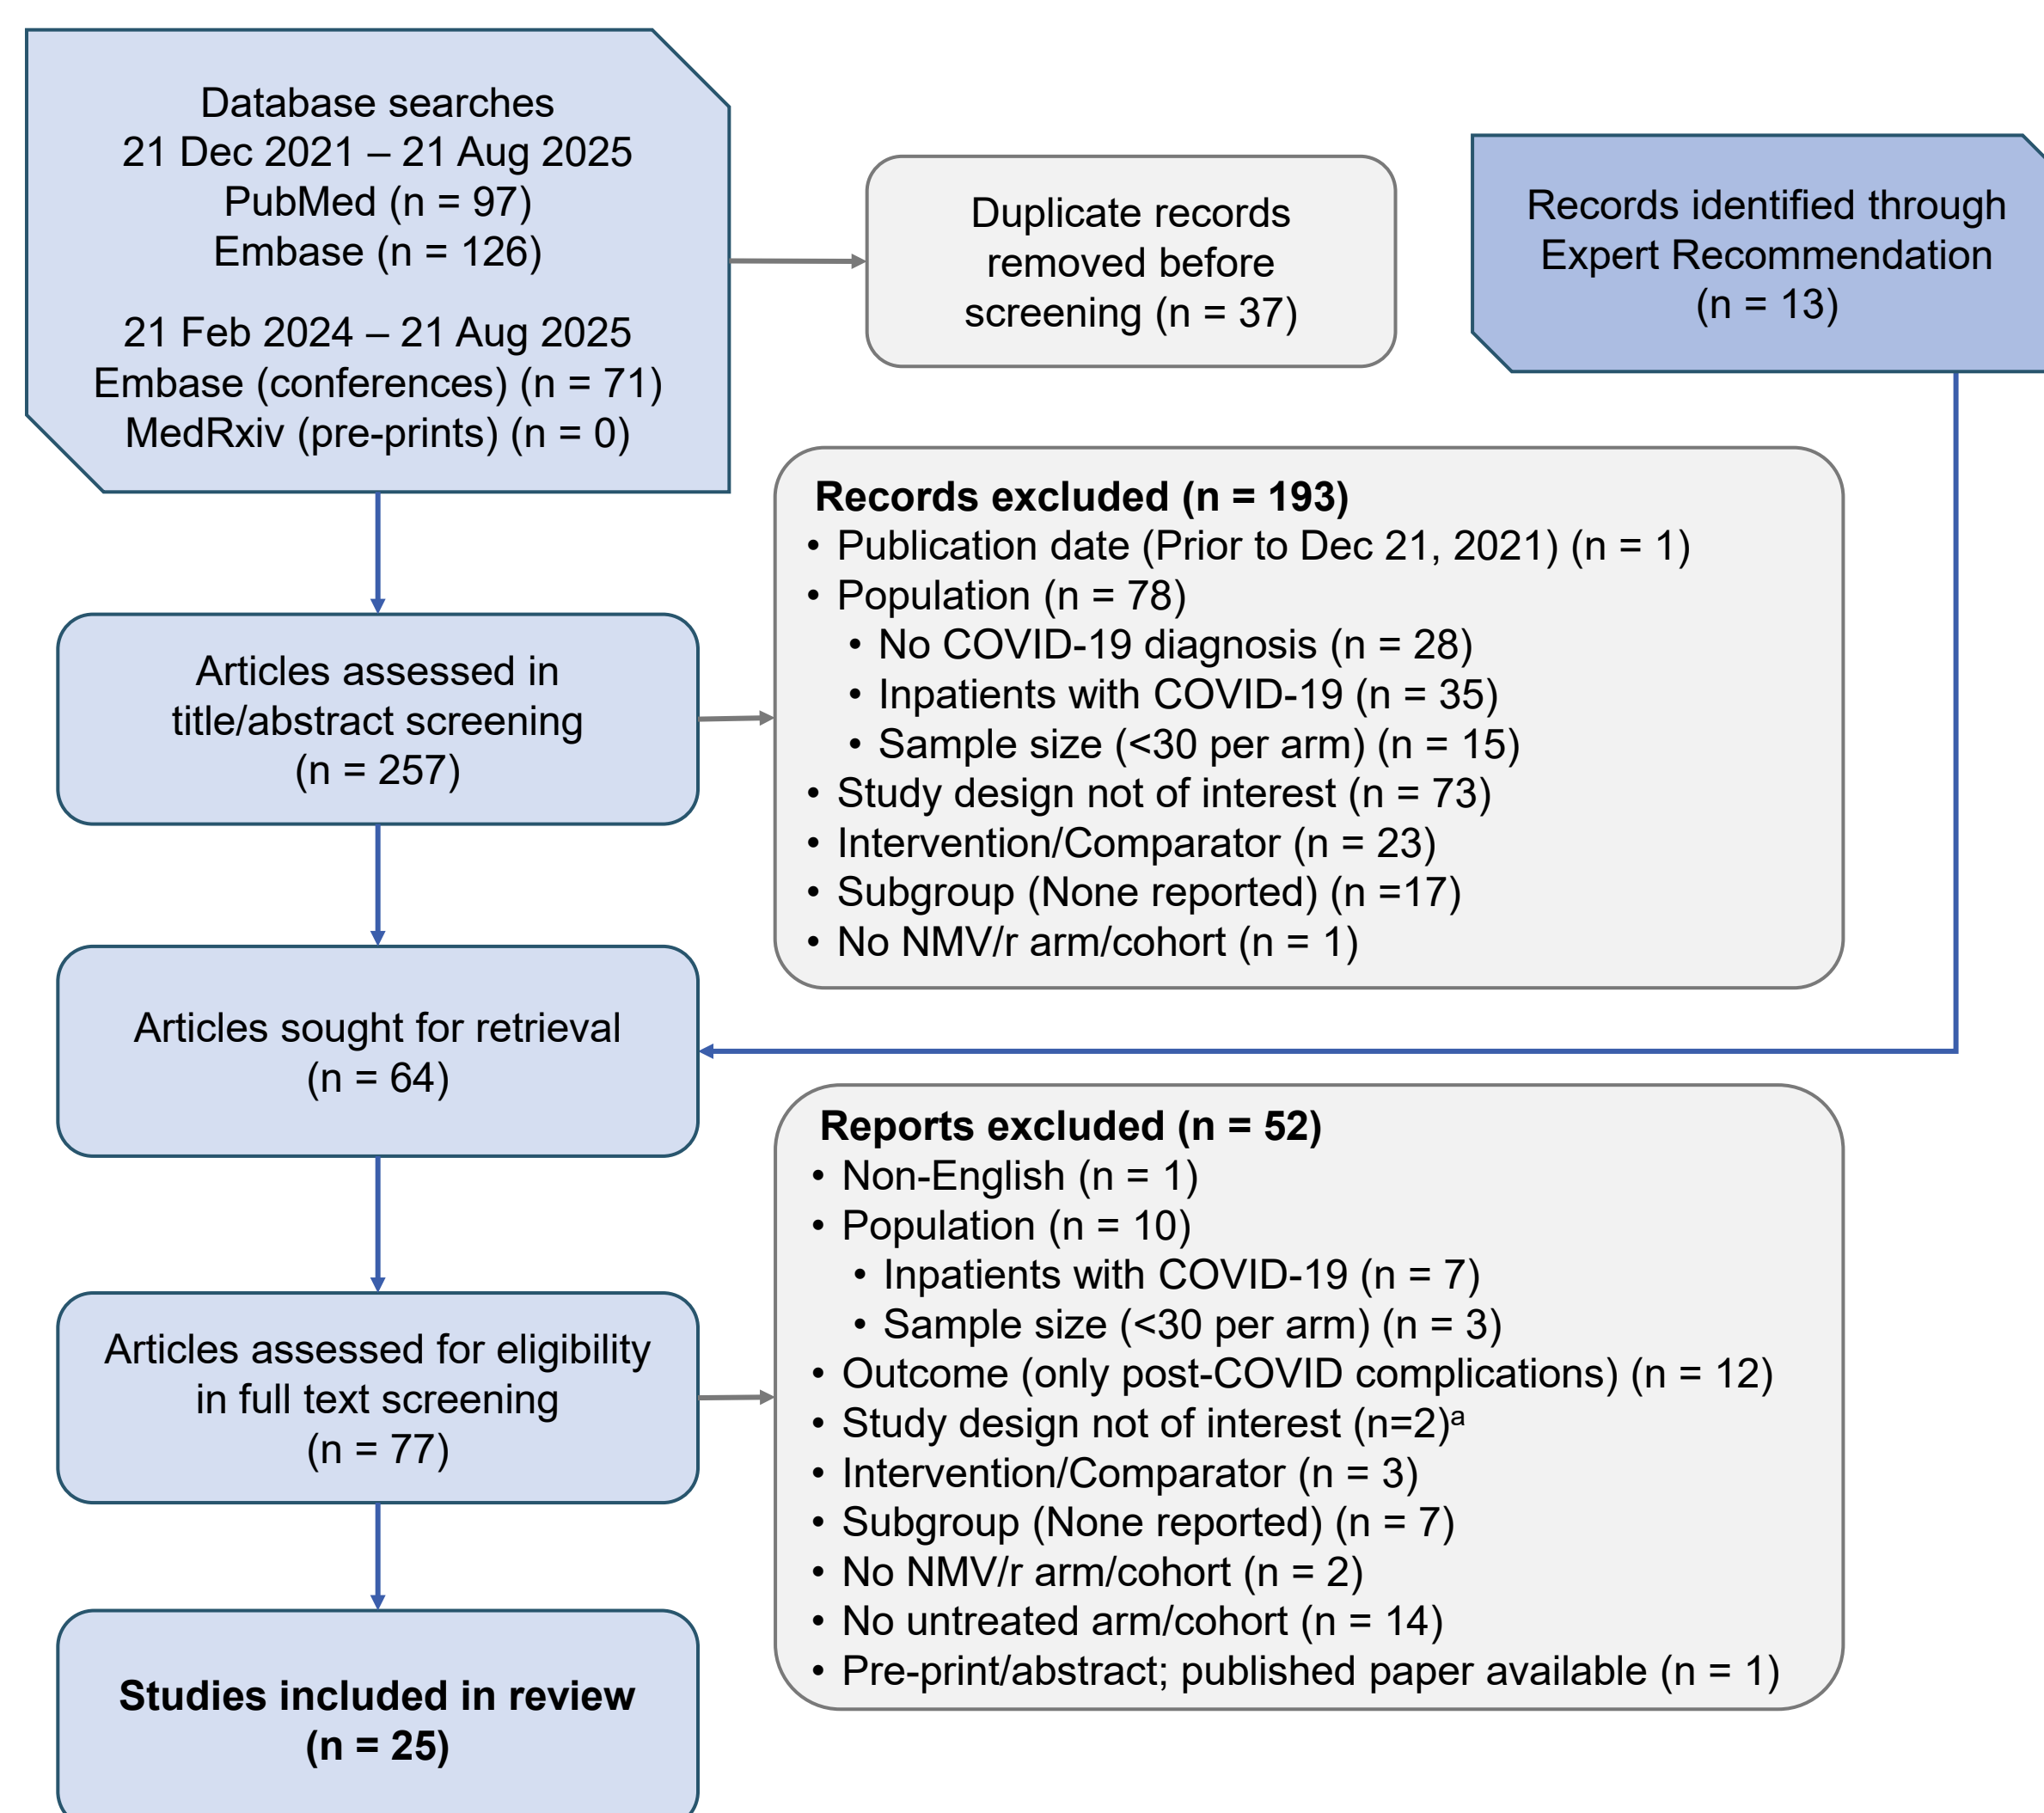 Database searches
21 Dec 2021 – 21 Aug 2025
PubMed (n = 97)
Embase (n = 126)
21 Feb 2024 – 21 Aug 2025
Embase (conferences) (n = 71)
MedRxiv (pre-prints) (n = 0)
Duplicate records
removed before
screening (n = 37)
Records identified through
Expert Recommendation
(n = 13)
Articles assessed in
title/abstract screening
(n = 257)
Records excluded (n = 193)
• Publication date (Prior to Dec 21, 2021) (n = 1)
• Population (n = 78)
• No COVID-19 diagnosis (n = 28)
• Inpatients with COVID-19 (n = 35)
• Sample size (<30 per arm) (n = 15)
• Study design not of interest (n = 73)
• Intervention/Comparator (n = 23)
• Subgroup (None reported) (n =17)
• No NMV/r arm/cohort (n = 1)
Articles sought for retrieval
(n = 64)
Articles assessed for eligibility
in full text screening
(n = 77)
Reports excluded (n = 52)
• Non-English (n = 1)
• Population (n = 10)
• Inpatients with COVID-19 (n = 7)
• Sample size (<30 per arm) (n = 3)
• Outcome (only post-COVID complications) (n = 12)
• Study design not of interest (n=2)ᵃ
• Intervention/Comparator (n = 3)
• Subgroup (None reported) (n = 7)
• No NMV/r arm/cohort (n = 2)
• No untreated arm/cohort (n = 14)
• Pre-print/abstract; published paper available (n = 1)
Studies included in review
(n = 25)